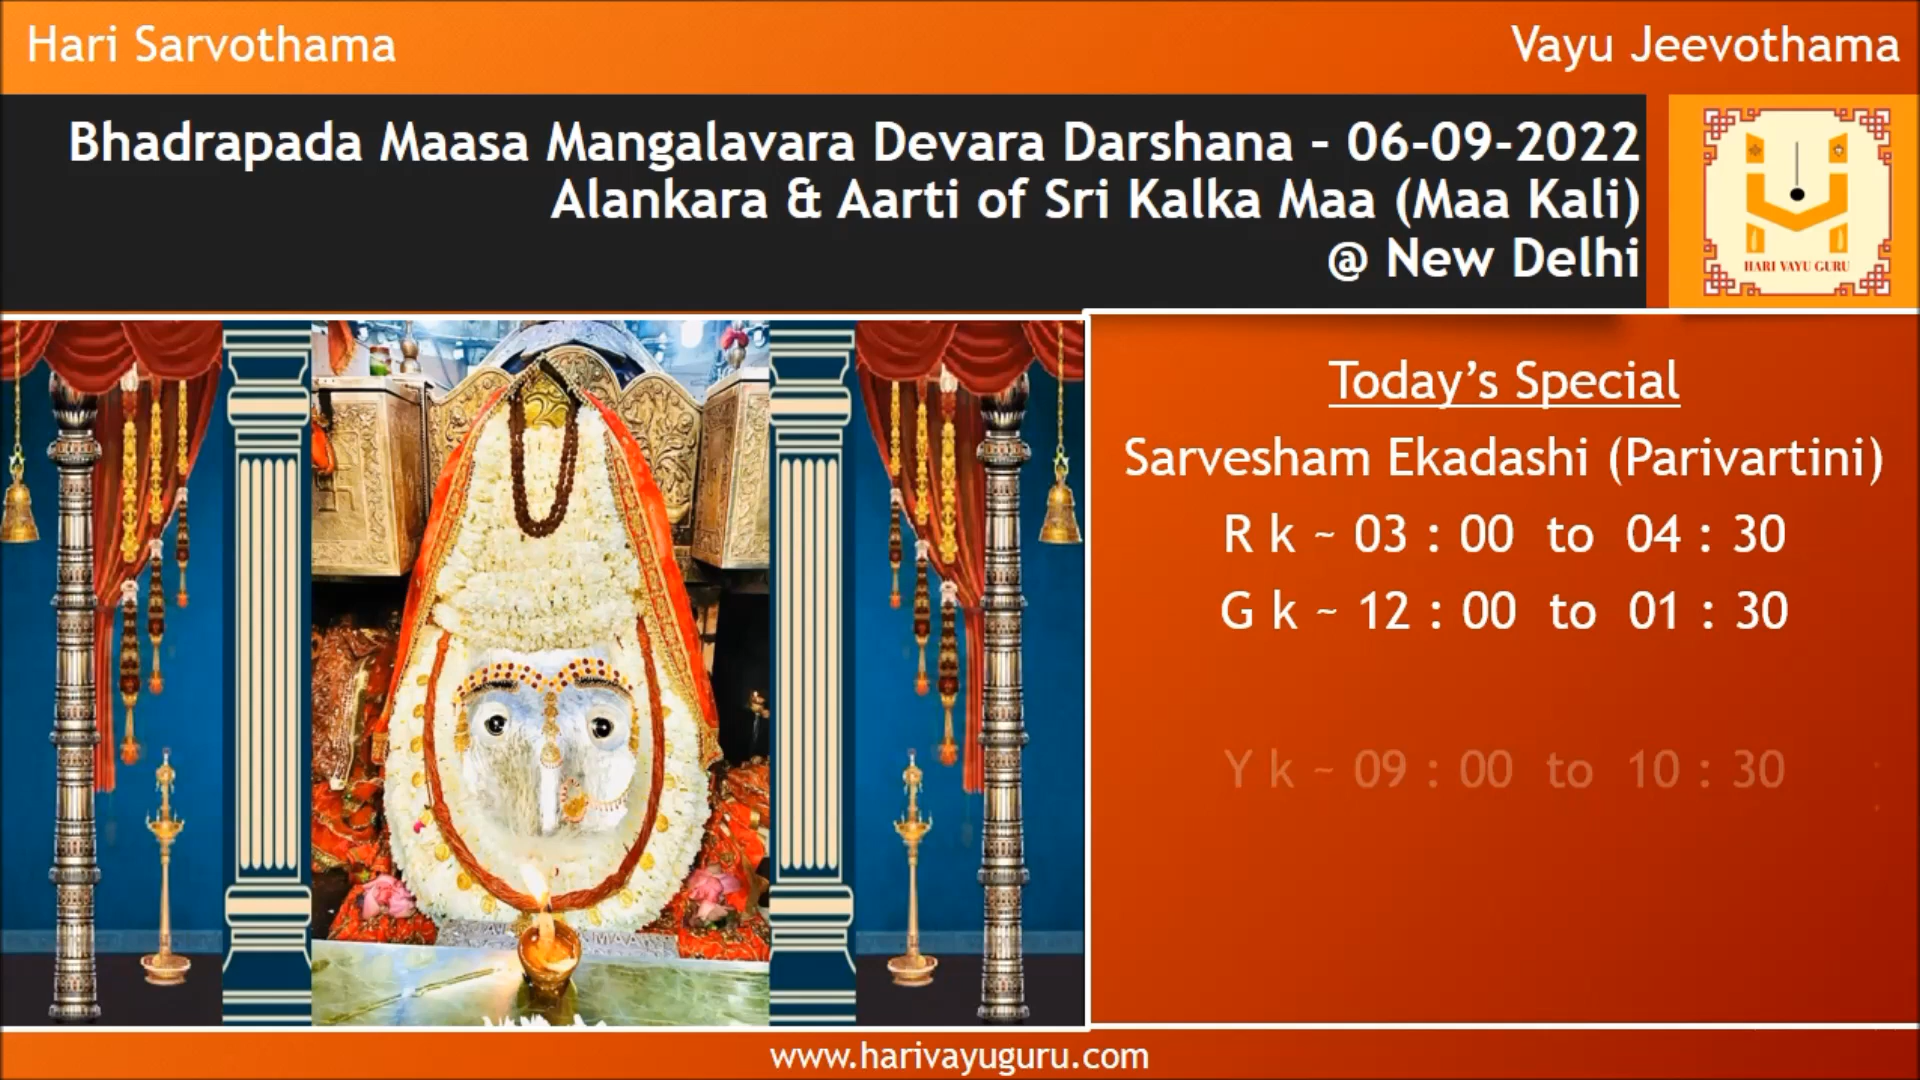 Hari Sarvothama
Vayu Jeevothama
Bhadrapada Maasa Mangalavara Devara Darshana - 06-09-2022
Alankara & Aarti of Sri Kalka Maa (Maa Kali)
@ New Delhi
HARI VAYU GURU
Today's Special
Sarvesham Ekadashi (Parivartini)
R k ~ 03 : 00 to 04 : 30
G k ~ 12 : 00 to 01 : 30
Y k ~ 09 : 00 to 10 : 30
www.harivayuguru.com